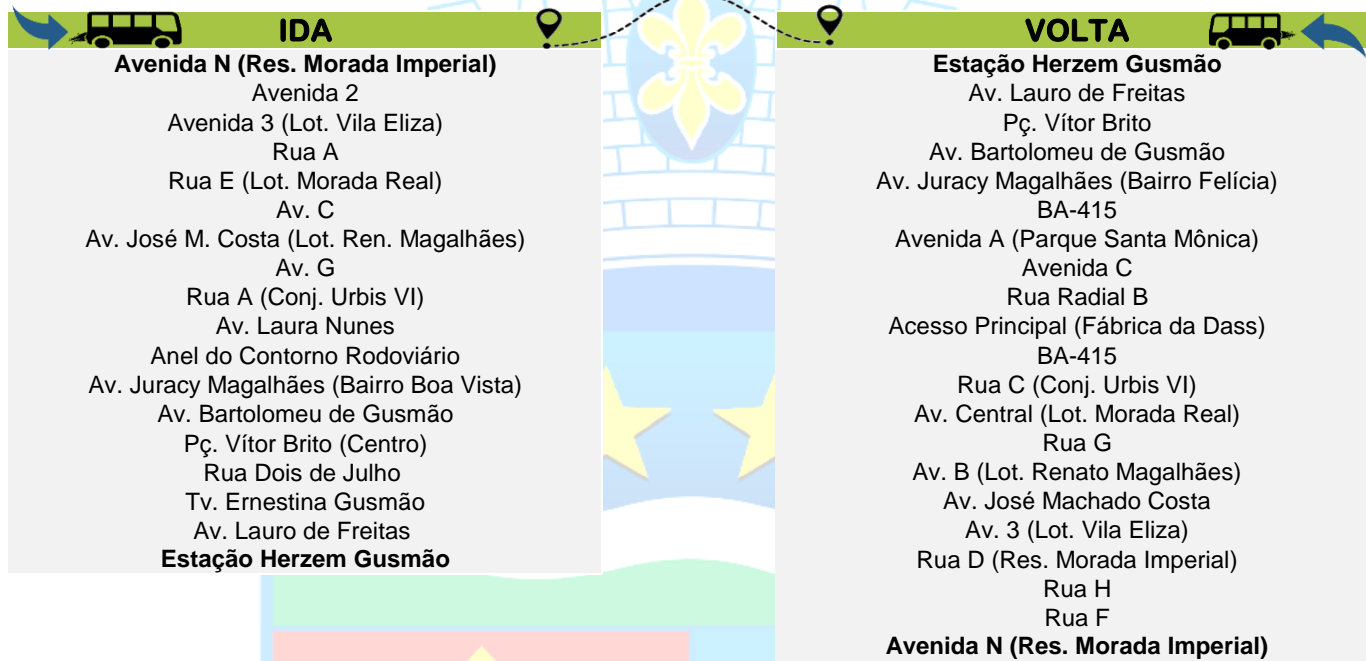 IDA
Avenida N (Res. Morada Imperial)
Avenida 2
Avenida 3 (Lot. Vila Eliza)
Rua A
Rua E (Lot. Morada Real)
Av. C
Av. José M. Costa (Lot. Ren. Magalhães)
Av. G
Rua A (Conj. Urbis VI)
Av. Laura Nunes
Anel do Contorno Rodoviário
Av. Juracy Magalhães (Bairro Boa Vista)
Av. Bartolomeu de Gusmão
Pç. Vítor Brito (Centro)
Rua Dois de Julho
Tv. Ernestina Gusmão
Av. Lauro de Freitas
Estação Herzem Gusmão
VOLTA
Estação Herzem Gusmão
Av. Lauro de Freitas
Pç. Vítor Brito
Av. Bartolomeu de Gusmão
Av. Juracy Magalhães (Bairro Felícia)
BA-415
Avenida A (Parque Santa Mônica)
Avenida C
Rua Radial B
Acesso Principal (Fábrica da Dass)
BA-415
Rua C (Conj. Urbis VI)
Av. Central (Lot. Morada Real)
Rua G
Av. B (Lot. Renato Magalhães)
Av. José Machado Costa
Av. 3 (Lot. Vila Eliza)
Rua D (Res. Morada Imperial)
Rua H
Rua F
Avenida N (Res. Morada Imperial)